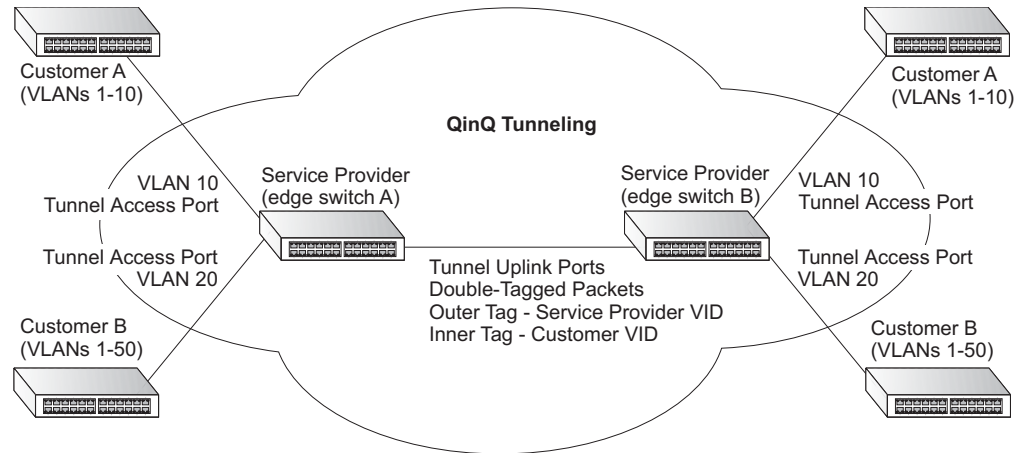 Customer A
(VLANs 1-10)
Customer A
(VLANs 1-10)
QinQ Tunneling
Service Provider
(edge switch A)
Service Provider
(edge switch B)
VLAN 10
Tunnel Access Port
VLAN 10
Tunnel Access Port
Tunnel Access Port
VLAN 20
Tunnel Uplink Ports
Double-Tagged Packets
Outer Tag - Service Provider VID
Inner Tag - Customer VID
Tunnel Access Port
VLAN 20
Customer B
(VLANs 1-50)
Customer B
(VLANs 1-50)